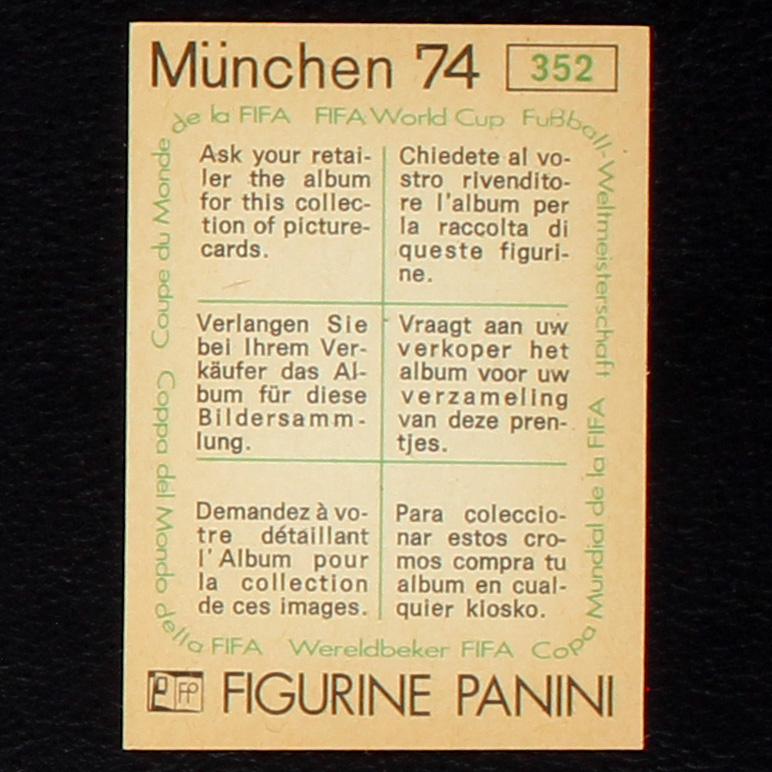 München 74 352
de la FIFA FIFA World Cup Fußball-Weltmeisterschaft
Ask your retai-
ler the album
for this collec-
tion of picture-
cards.
Chiedete al vo-
stro rivendito-
re l'album per
la raccolta di
queste figuri-
ne.
Verlangen Sie
bei Ihrem Ver-
käufer das Al-
bum für diese
Bildersamm-
lung.
Vraagt aan uw
verkoper het
album voor uw
verzameling
van deze pren-
tjes.
Demandez à vo-
tre détaillant
l'Album pour
la collection
de ces images.
Para coleccio-
nar estos cro-
mos compra tu
album en cual-
quier kiosko.
Copa Mundial de la FIFA
Wereldbeker FIFA
Coppa del Mondo della FIFA
Coupe du Monde
FP FIGURINE PANINI